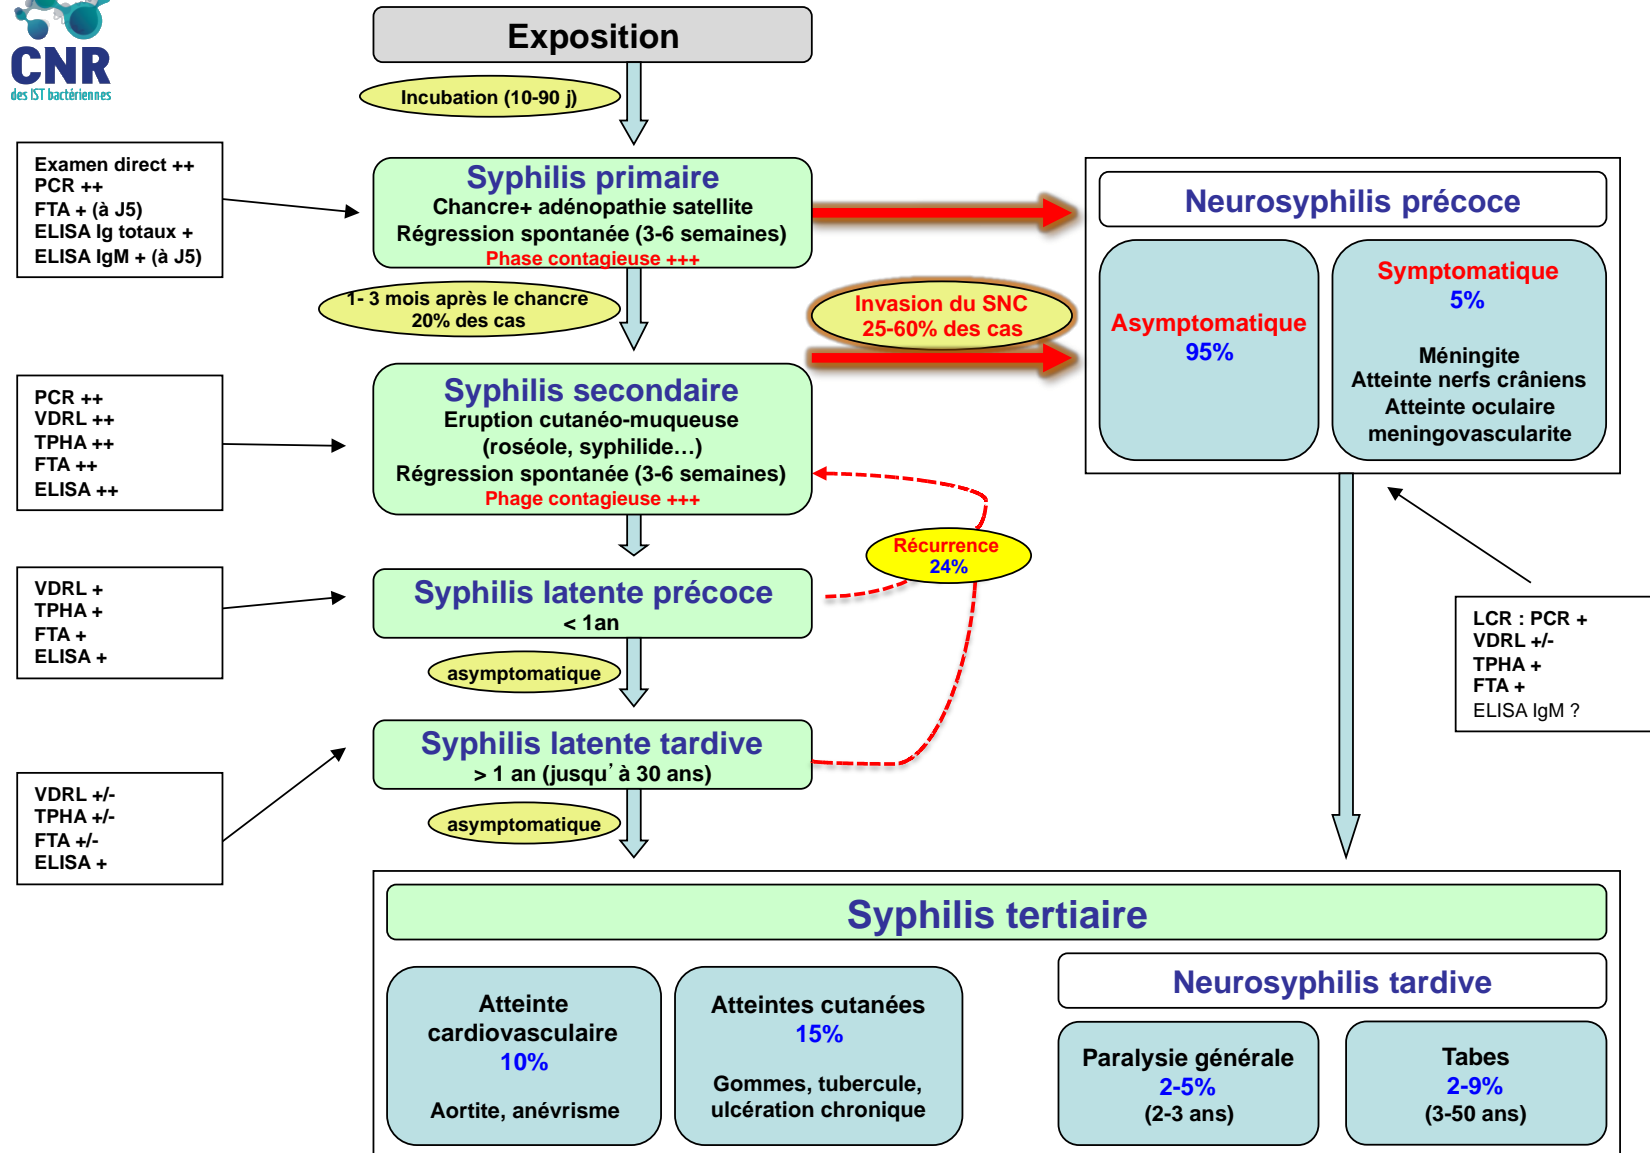 CNR
des IST bactériennes
Exposition
Incubation (10-90 j)
Examen direct ++
PCR ++
FTA + (à J5)
ELISA Ig totaux +
ELISA IgM + (à J5)
Syphilis primaire
Chancre+ adénopathie satellite
Régression spontanée (3-6 semaines)
Phase contagieuse +++
1- 3 mois après le chancre
20% des cas
Invasion du SNC
25-60% des cas
Neurosyphilis précoce
Asymptomatique
95%
Symptomatique
5%
Méningite
Atteinte nerfs crâniens
Atteinte oculaire
meningovascularite
PCR ++
VDRL ++
TPHA ++
FTA ++
ELISA ++
Syphilis secondaire
Eruption cutanéo-muqueuse
(roséole, syphilide…)
Régression spontanée (3-6 semaines)
Phage contagieuse +++
Récurrence
24%
VDRL +
TPHA +
FTA +
ELISA +
Syphilis latente précoce
< 1an
asymptomatique
LCR : PCR +
VDRL +/-
TPHA +
FTA +
ELISA IgM ?
VDRL +/-
TPHA +/-
FTA +/-
ELISA +
Syphilis latente tardive
> 1 an (jusqu' à 30 ans)
asymptomatique
Syphilis tertiaire
Atteinte
cardiovasculaire
10%
Aortite, anévrisme
Atteintes cutanées
15%
Gommes, tubercule,
ulcération chronique
Neurosyphilis tardive
Paralysie générale
2-5%
(2-3 ans)
Tabes
2-9%
(3-50 ans)